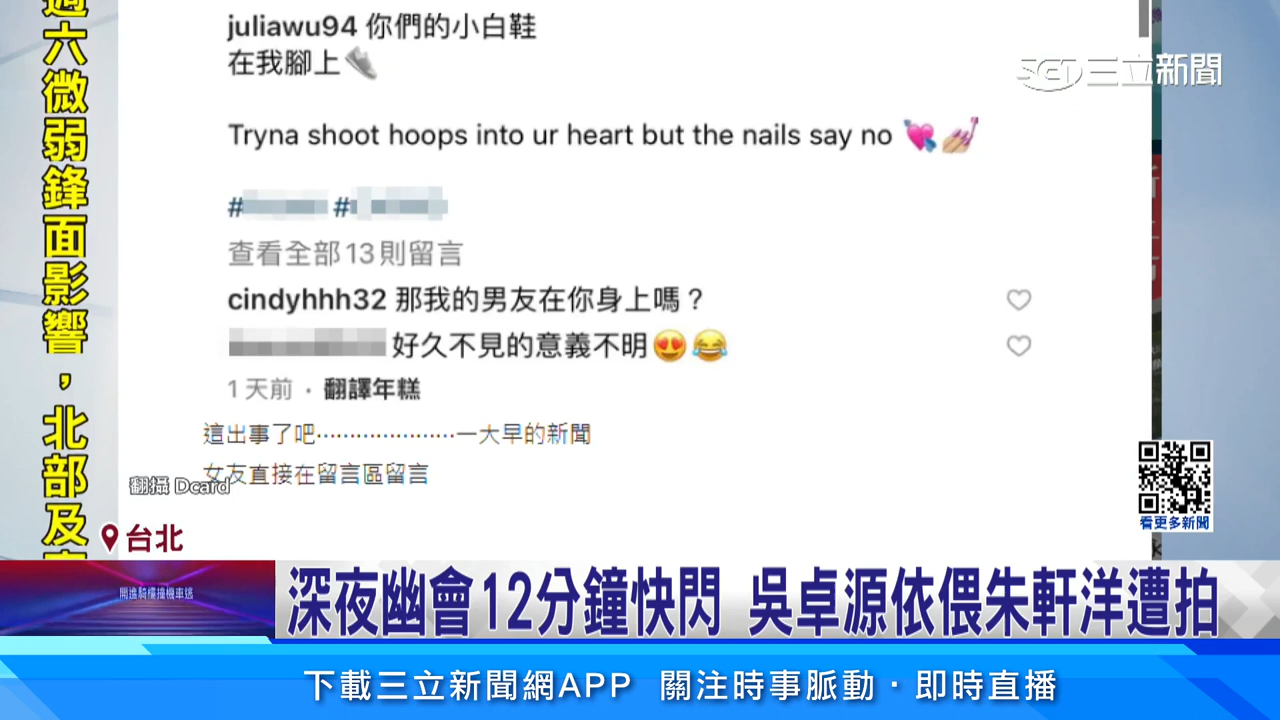 週六微弱鋒面影響，北部及
juliawu94 你們的小白鞋
在我腳上
SET三立新聞
Tryna shoot hoops into ur heart but the nails say no
#
#
查看全部13則留言
cindyhhh32 那我的男友在你身上嗎？
好久不見的意義不明
1 天前 · 翻譯年糕
這出事了吧…………………一大早的新聞
女友直接在留言區留言
翻攝 Dcard
看更多新聞
台北
深夜幽會12分鐘快閃 吳卓源依偎朱軒洋遭拍
下載三立新聞網APP 關注時事脈動·即時直播